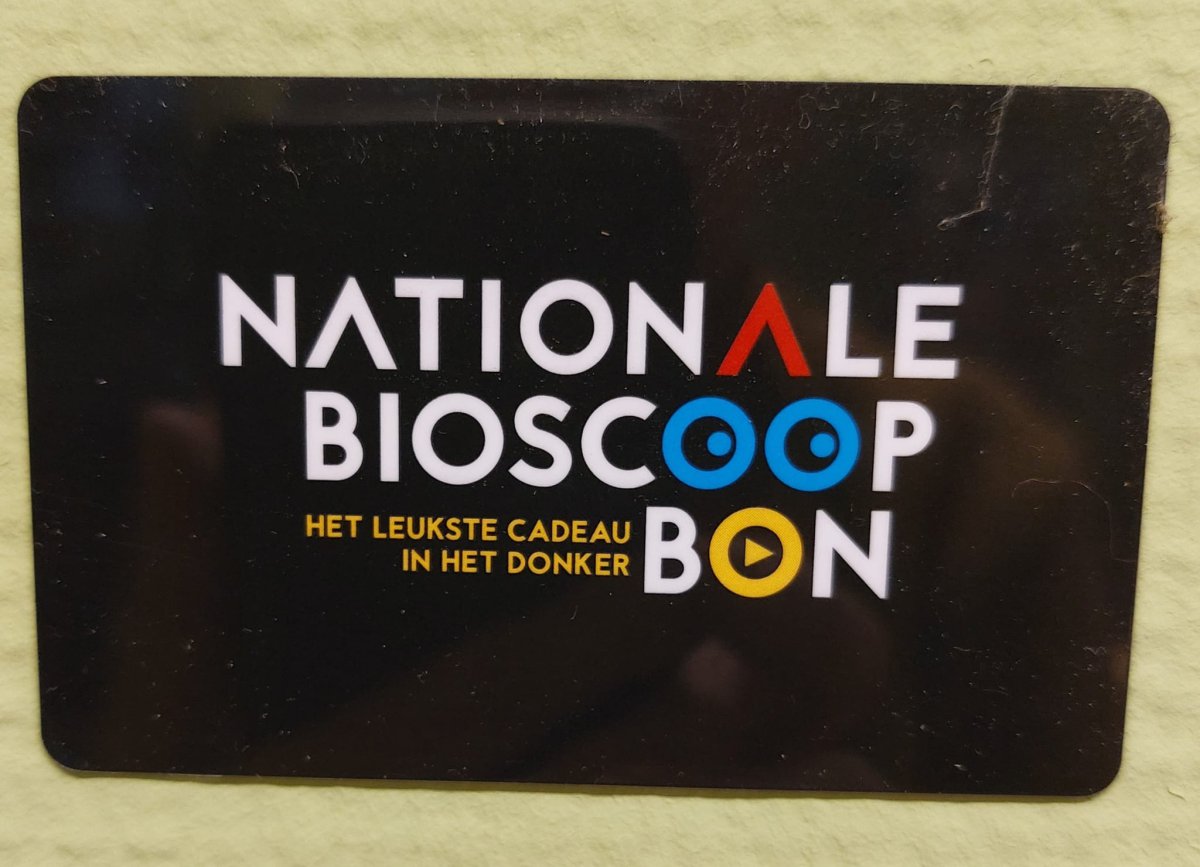 NATIONALE
BIOSCOOP
HET LEUKSTE CADEAU
IN HET DONKER
BON